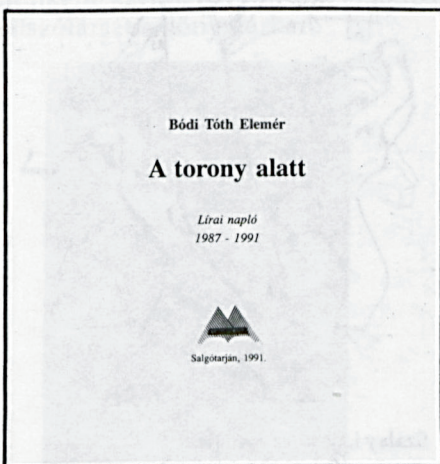 Bódi Tóth Elemér
A torony alatt
Lírai napló
1987 - 1991
Salgótarján, 1991.